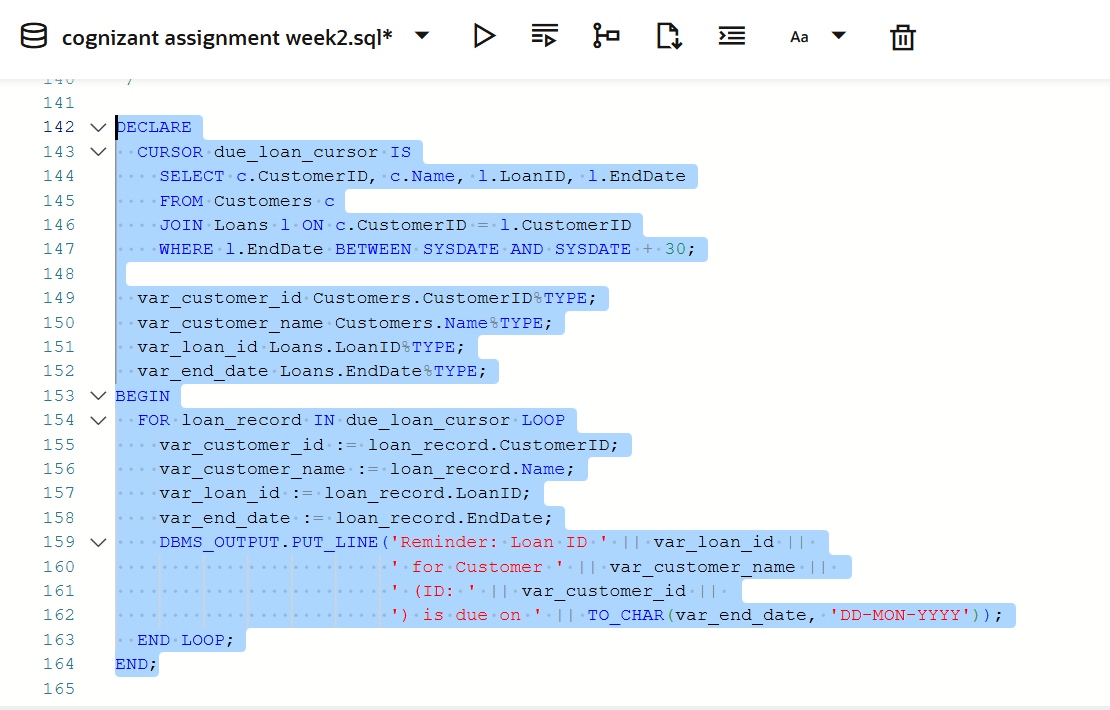 cognizant assignment week2.sql*
Aa
140 /
141
142 DECLARE
143   CURSOR due_loan_cursor IS
144     SELECT c.CustomerID, c.Name, l.LoanID, l.EndDate
145     FROM Customers c
146     JOIN Loans l ON c.CustomerID = l.CustomerID
147     WHERE l.EndDate BETWEEN SYSDATE AND SYSDATE + 30;
148
149   var_customer_id Customers.CustomerID%TYPE;
150   var_customer_name Customers.Name%TYPE;
151   var_loan_id Loans.LoanID%TYPE;
152   var_end_date Loans.EndDate%TYPE;
153 BEGIN
154   FOR loan_record IN due_loan_cursor LOOP
155     var_customer_id := loan_record.CustomerID;
156     var_customer_name := loan_record.Name;
157     var_loan_id := loan_record.LoanID;
158     var_end_date := loan_record.EndDate;
159     DBMS_OUTPUT.PUT_LINE('Reminder: Loan ID ' || var_loan_id ||
160                          ' for Customer ' || var_customer_name ||
161                          ' (ID: ' || var_customer_id ||
162                          ') is due on ' || TO_CHAR(var_end_date, 'DD-MON-YYYY'));
163   END LOOP;
164 END;
165